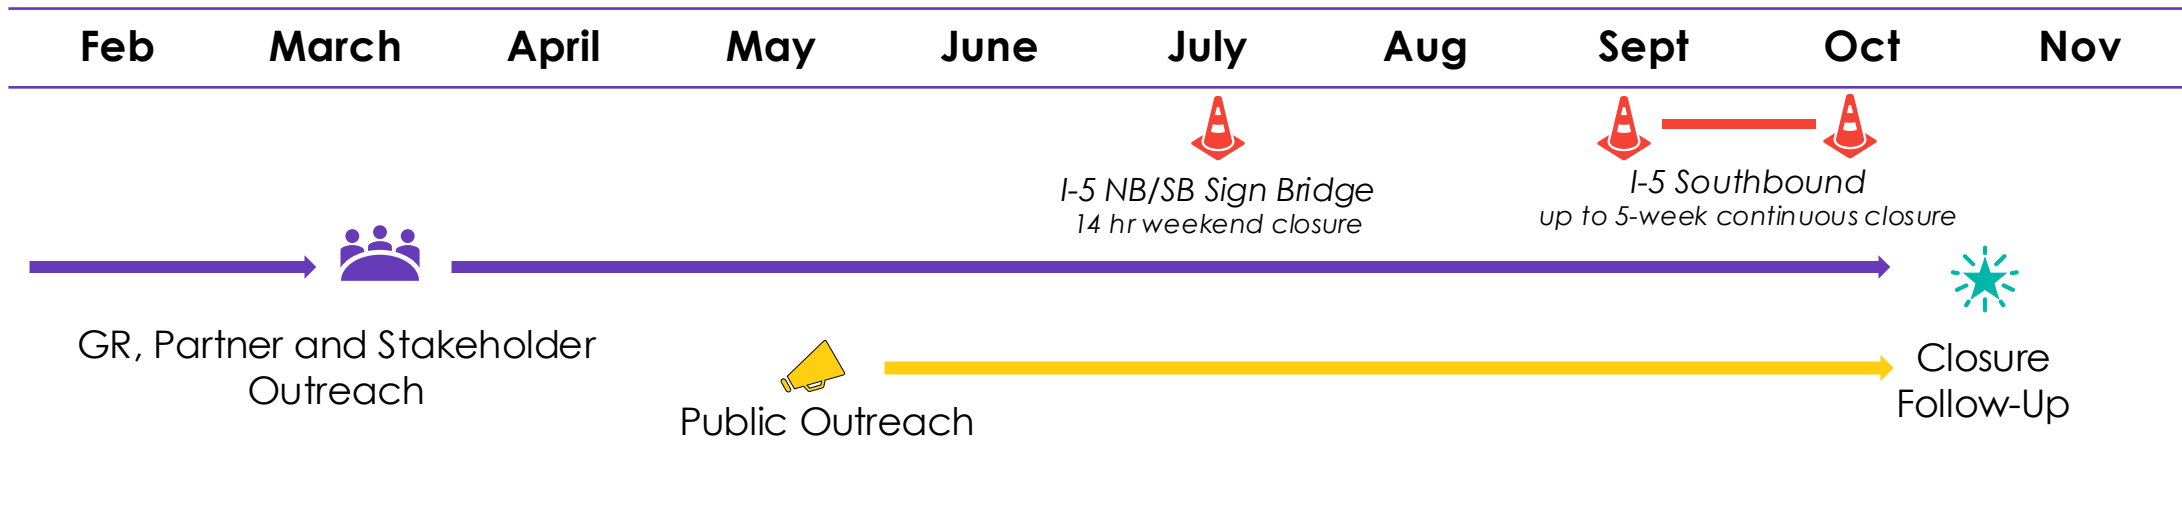 Feb March April May June July Aug Sept Oct Nov
I-5 NB/SB Sign Bridge
14 hr weekend closure
I-5 Southbound
up to 5-week continuous closure
GR, Partner and Stakeholder
Outreach
Public Outreach
Closure
Follow-Up